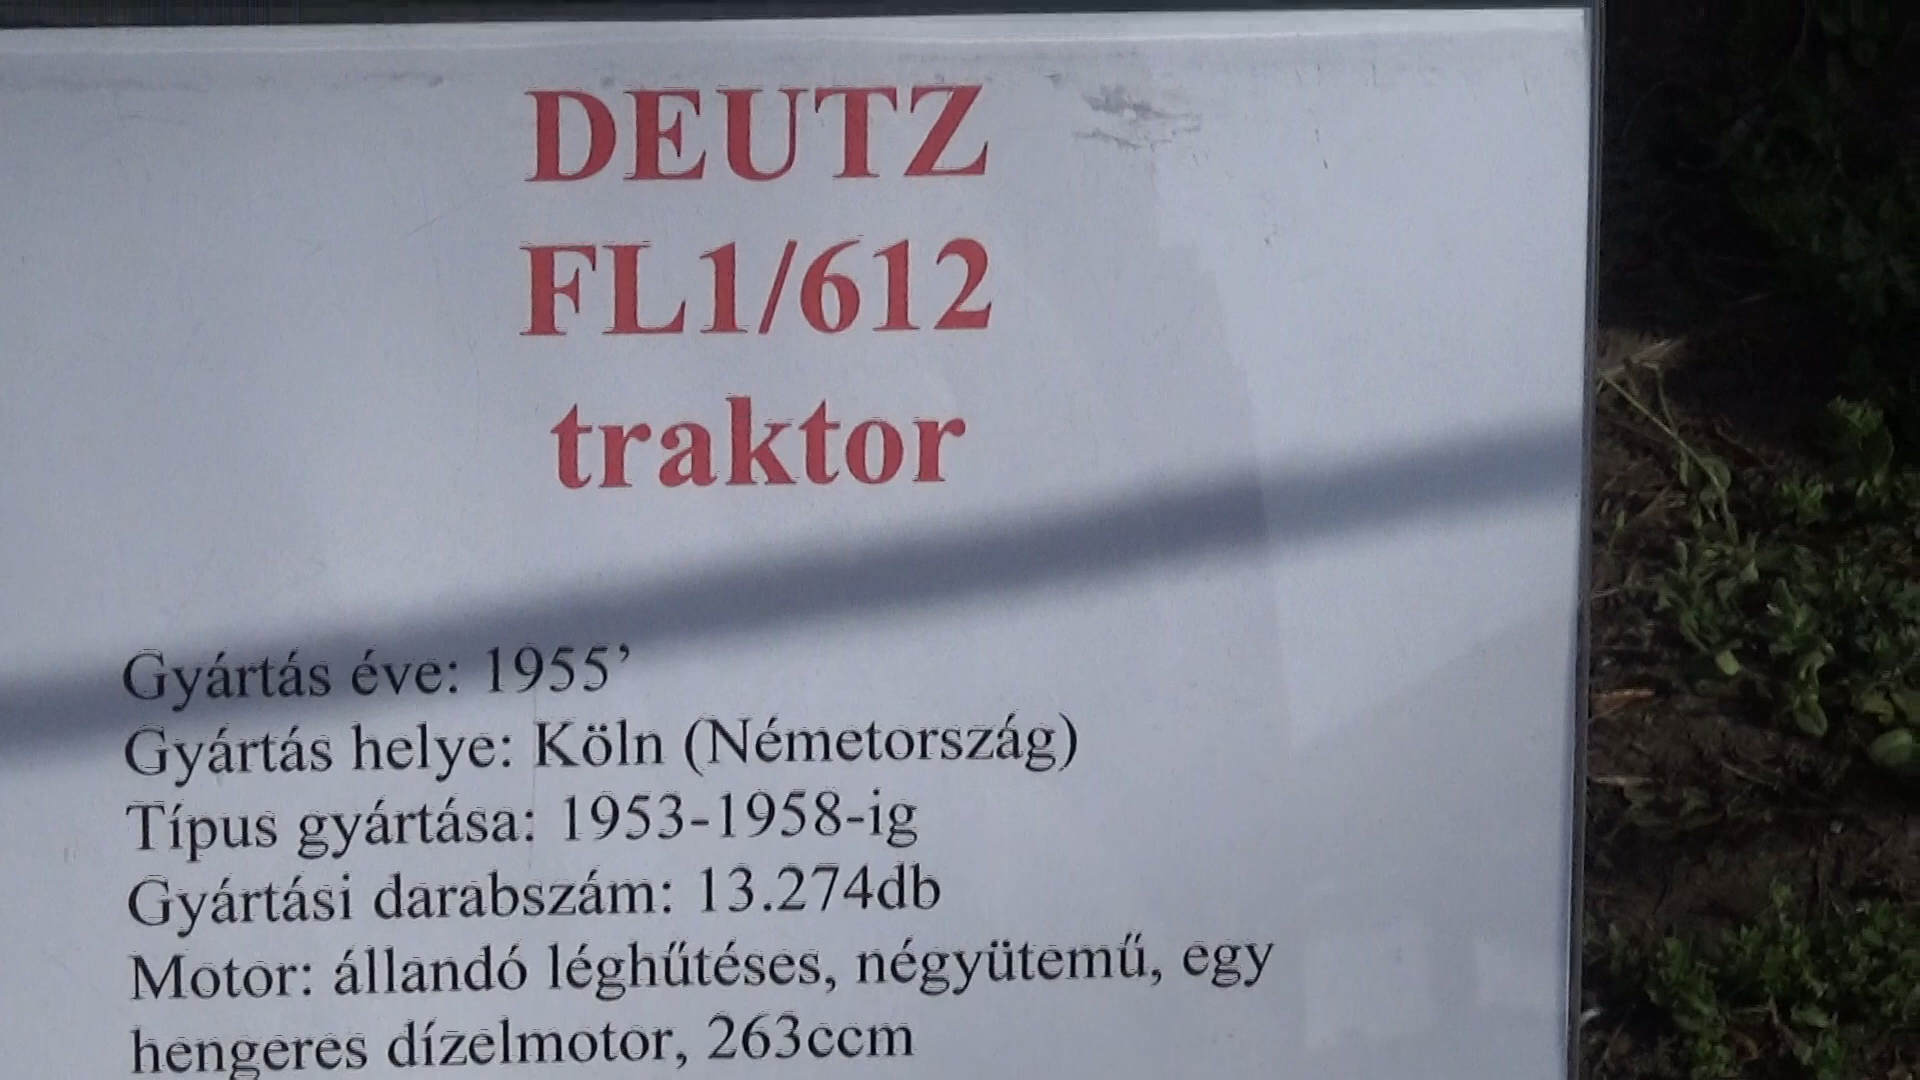 DEUTZ
FL1/612
traktor
Gyártás éve: 1955’
Gyártás helye: Köln (Németország)
Típus gyártása: 1953-1958-ig
Gyártási darabszám: 13.274db
Motor: állandó léghűtéses, négyütemű, egy
hengeres dízelmotor, 263ccm